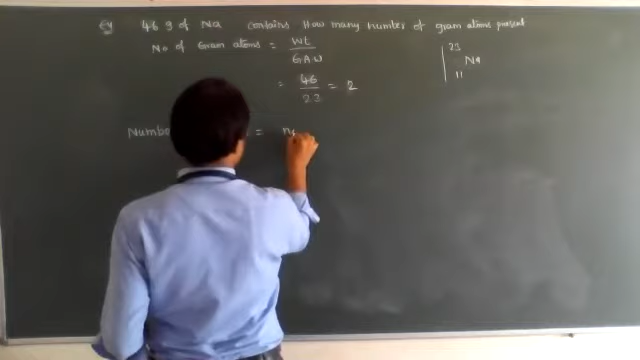 Eg 46 g of Na contains How many number of gram atoms present
No of Gram atoms = Wt / GAW
= 46 / 23 = 2
23
Na
11
Numbe = n